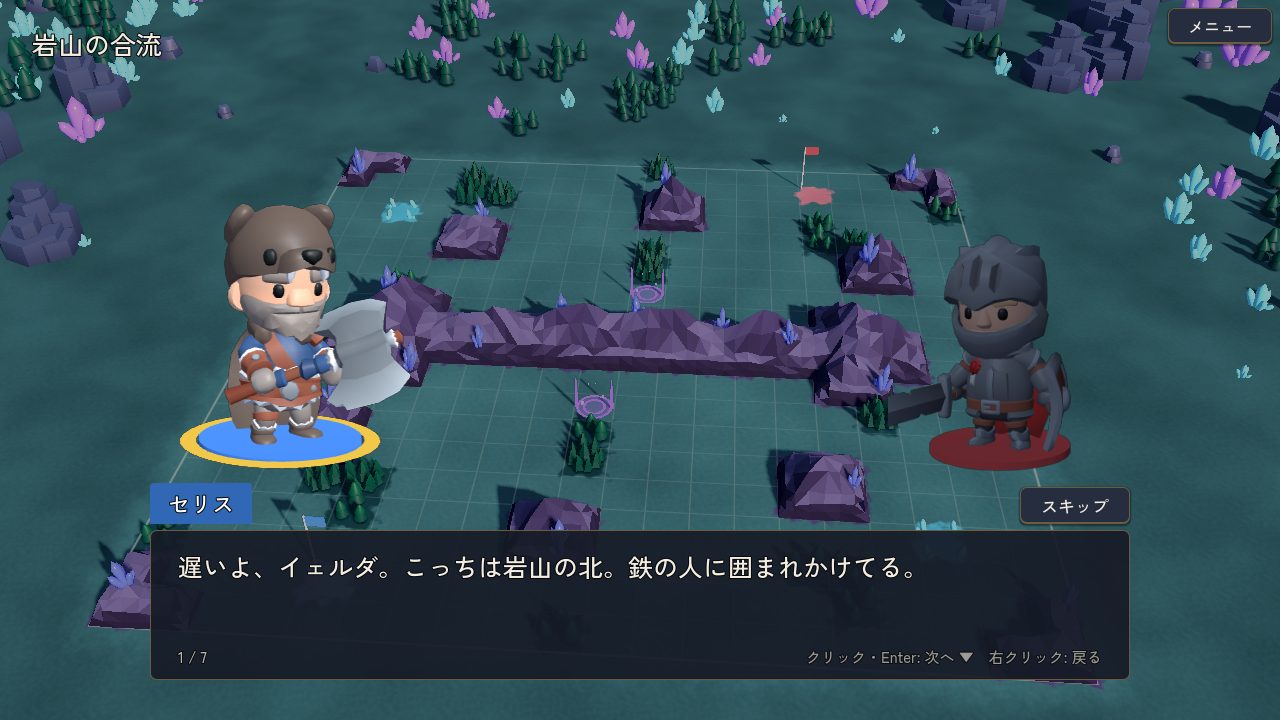 岩山の合流
メニュー
セリス
スキップ
遅いよ、イェルダ。こっちは岩山の北。鉄の人に囲まれかけてる。
1 / 7
クリック・Enter: 次へ ▼ 右クリック: 戻る